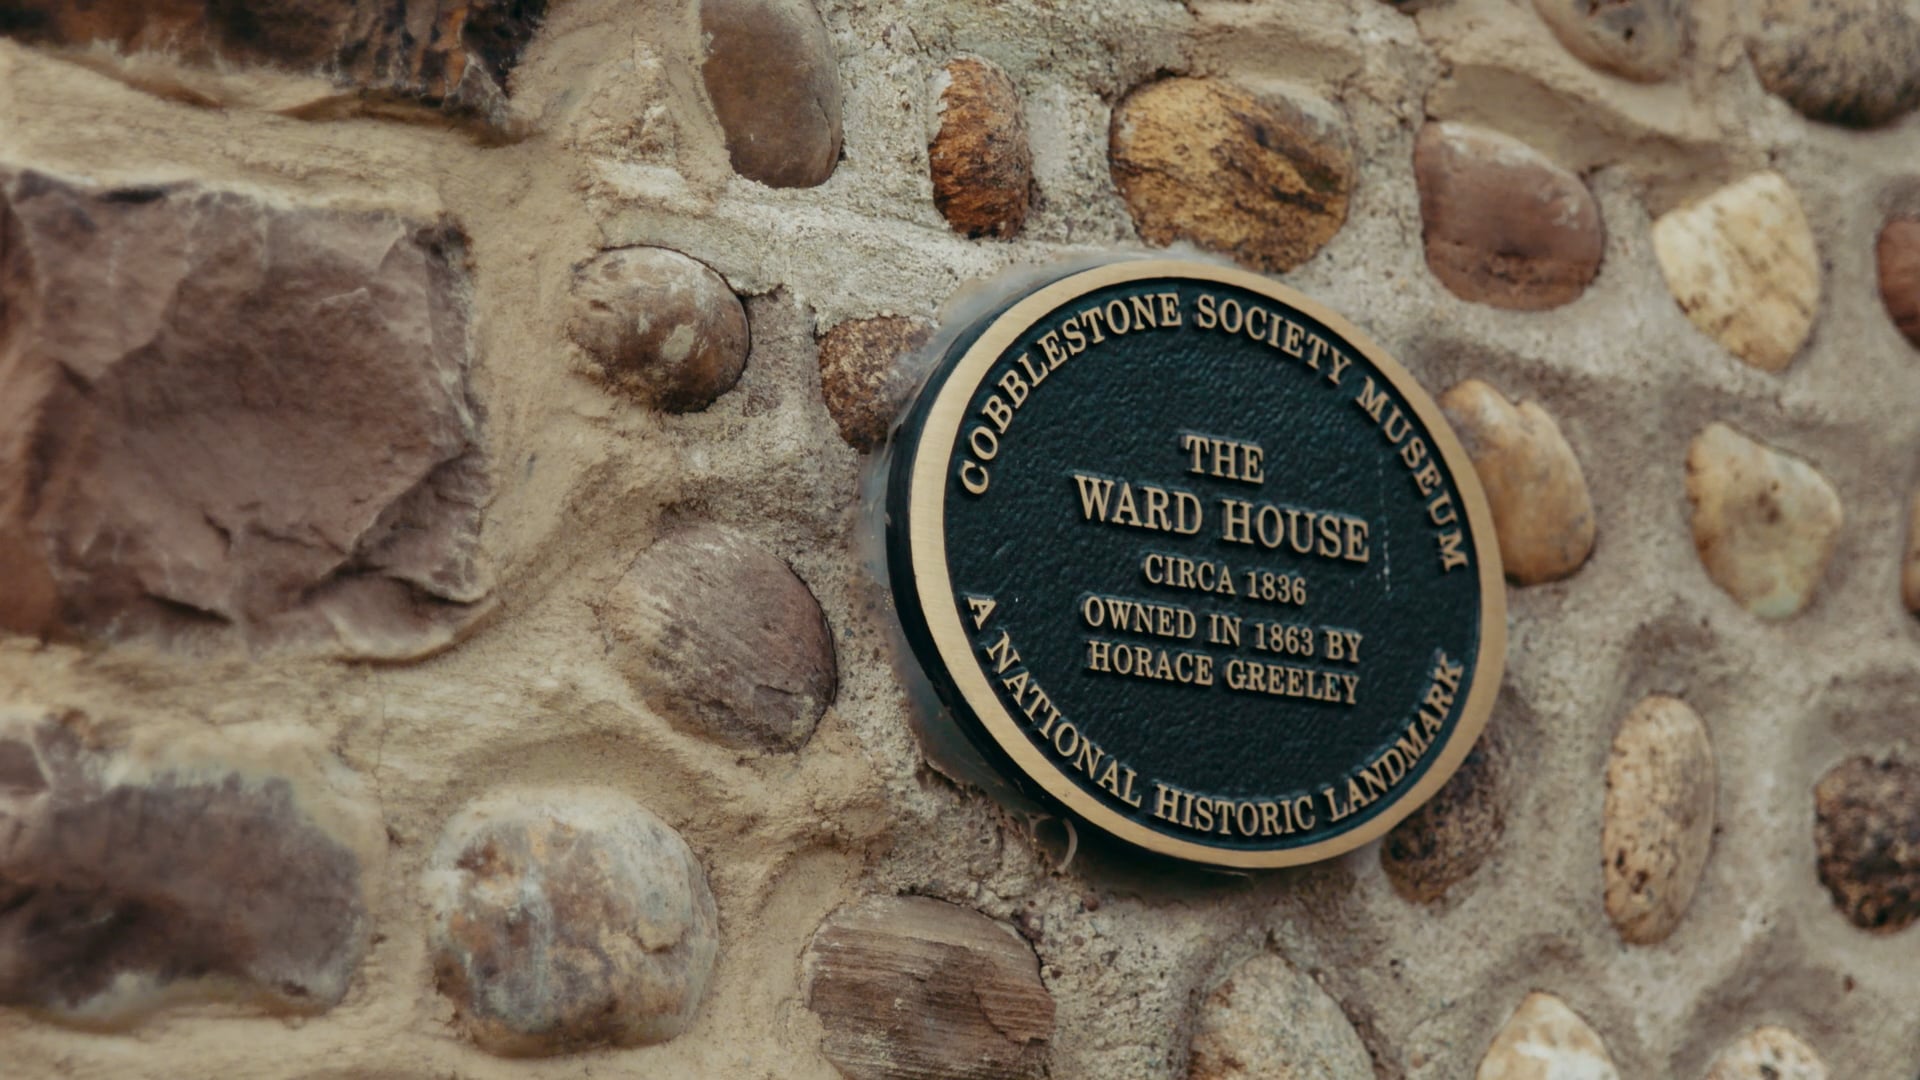 COBBLESTONE SOCIETY MUSEUM
THE
WARD HOUSE
CIRCA 1836
OWNED IN 1863 BY
HORACE GREELEY
A NATIONAL HISTORIC LANDMARK